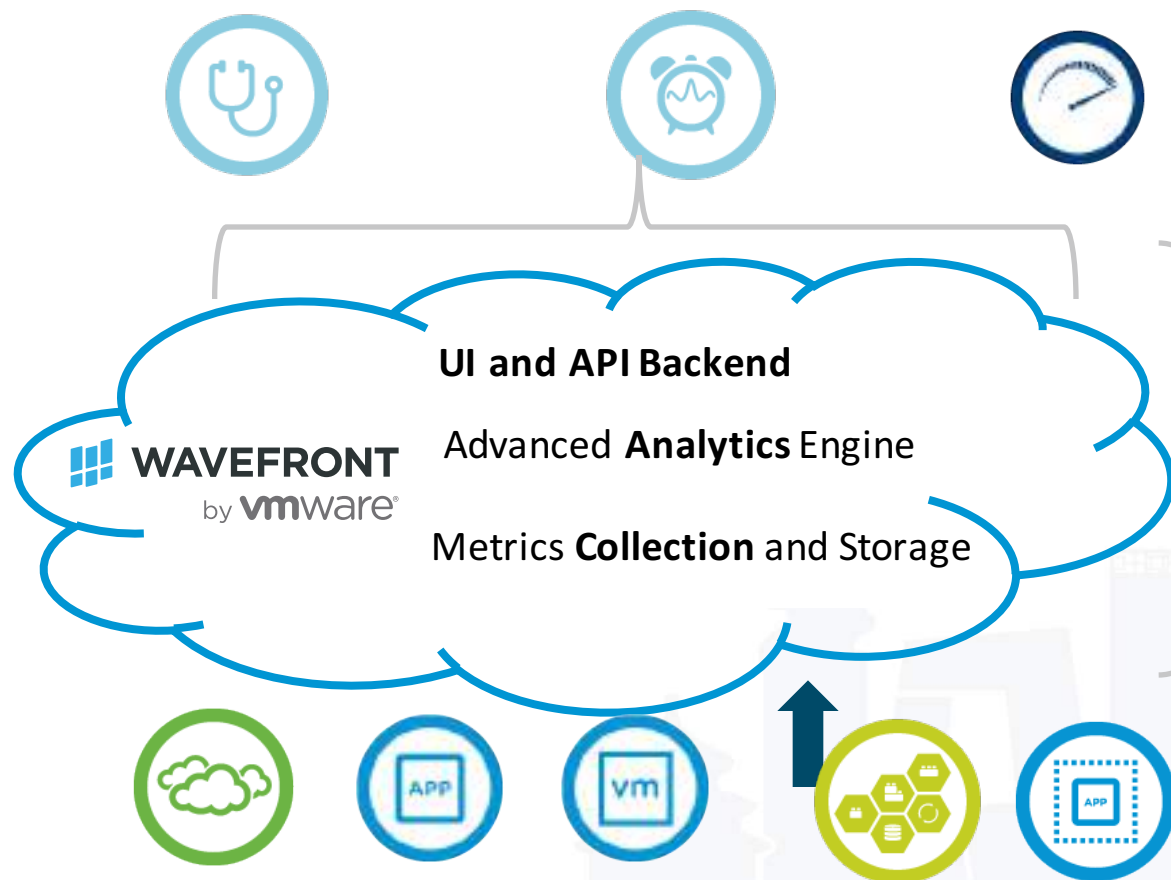 UI and API Backend
Advanced Analytics Engine
WAVEFRONT
by vmware®
Metrics Collection and Storage
APP
vm
APP